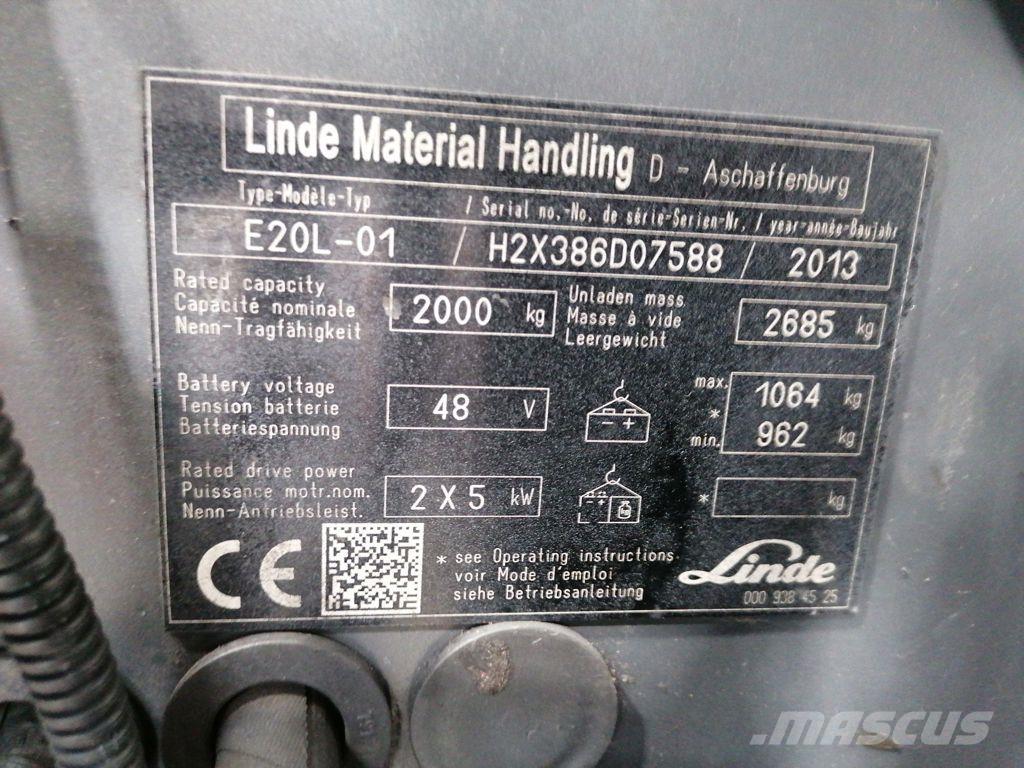 Linde Material Handling D - Aschaffenburg
Type-Modèle-Typ / Serial no.-No. de série-Serien-Nr. / year-année-Baujahr
E20L-01 / H2X386D07588 / 2013
Rated capacity
Capacité nominale
Nenn-Tragfähigkeit
2000 kg
Unladen mass
Masse à vide
Leergewicht
2685 kg
Battery voltage
Tension batterie
Batteriespannung
48 V
- +
max. 1064 kg
*
min. 962 kg
Rated drive power
Puissance motr.nom.
Nenn-Antriebsleist.
2 X 5 kW
- + kg
* kg
CE
* see Operating instructions
voir Mode d'emploi
siehe Betriebsanleitung
Linde
000 938 45 25
MASCUS